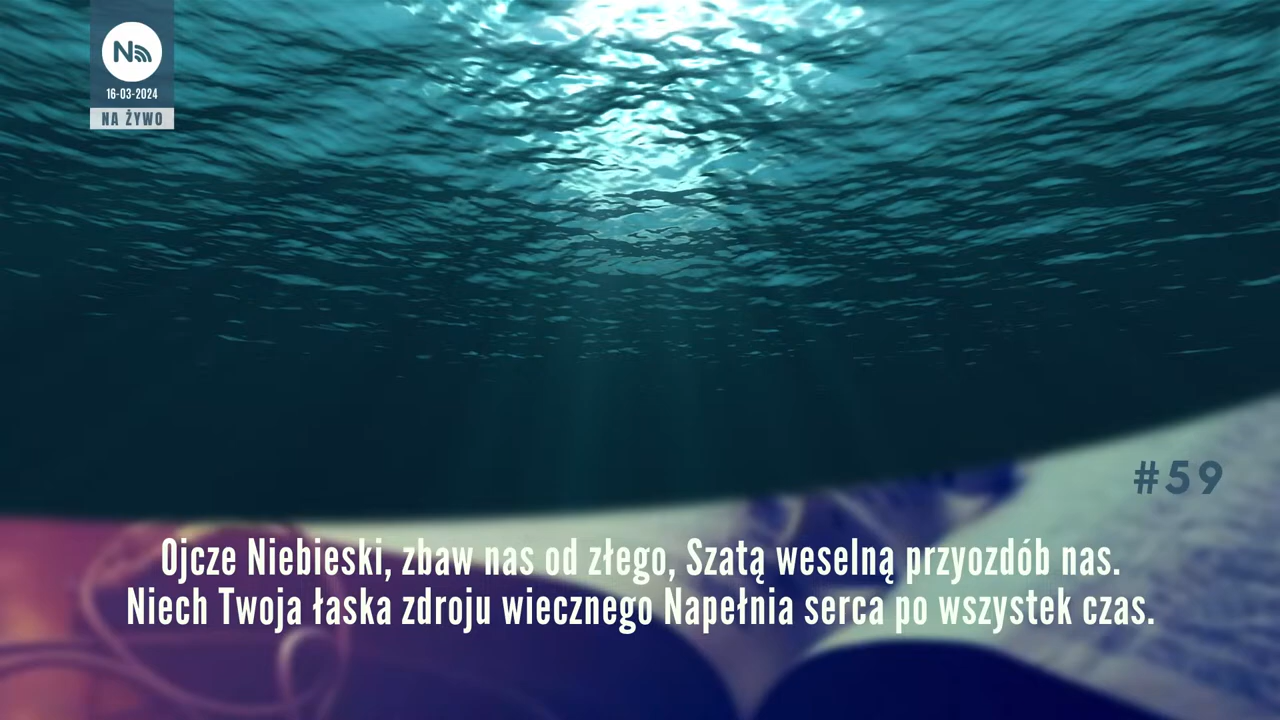 N
16-03-2024
NA ŻYWO
#59
Ojcze Niebieski, zbaw nas od złego, Szatą weselną przyozdób nas.
Niech Twoja łaska zdroju wiecznego Napełnia serca po wszystek czas.